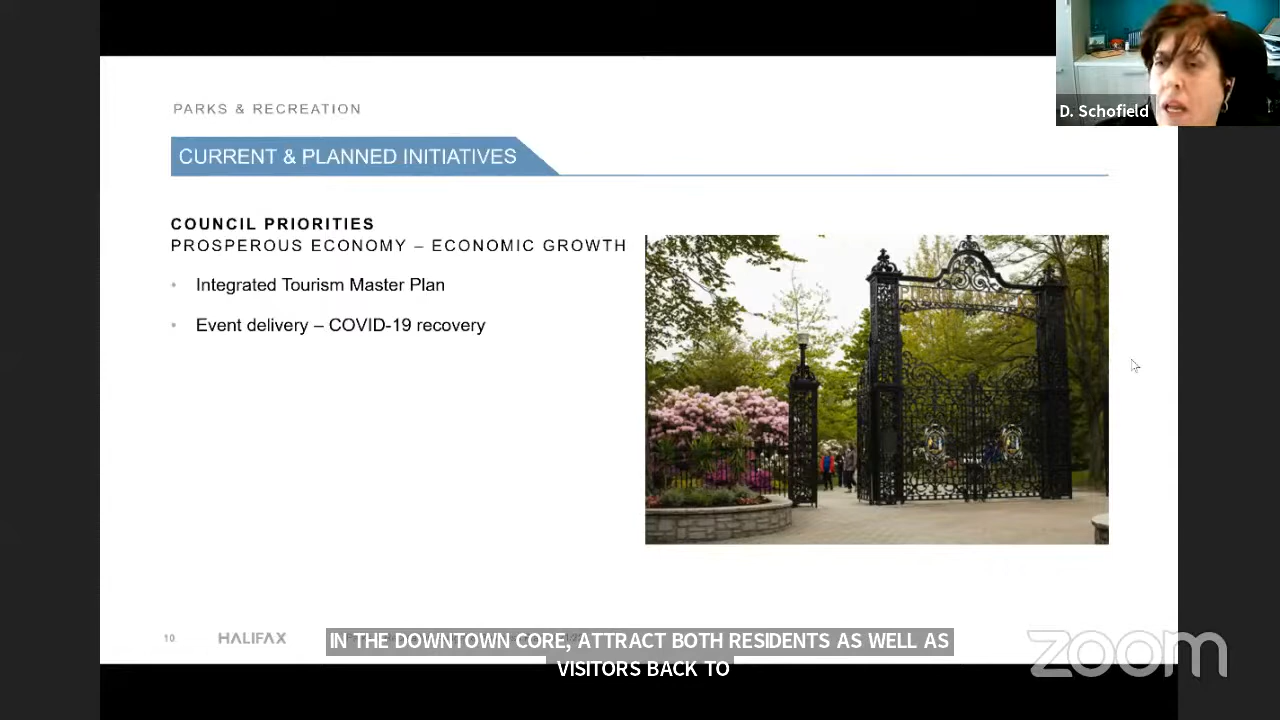 PARKS & RECREATION
D. Schofield
CURRENT & PLANNED INITIATIVES
COUNCIL PRIORITIES
PROSPEROUS ECONOMY – ECONOMIC GROWTH
• Integrated Tourism Master Plan
• Event delivery – COVID-19 recovery
10
HALIFAX
IN THE DOWNTOWN CORE, ATTRACT BOTH RESIDENTS AS WELL AS
VISITORS BACK TO
zoom